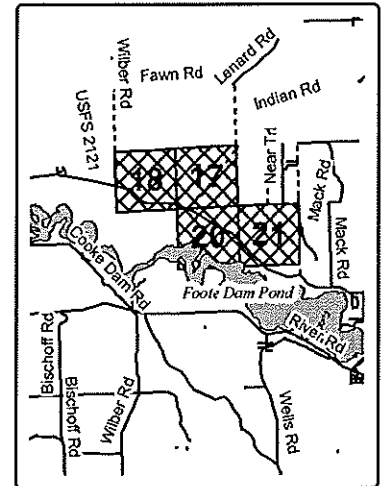 Wilber Rd
Fawn Rd
Lenard Rd
Indian Rd
USFS 2121
Near Trl
Mack Rd
Mack Rd
18
17
20
21
Cooke Dam Rd
Foote Dam Pond
River Rd
Bischoff Rd
Bischoff Rd
Wilber Rd
Wells Rd